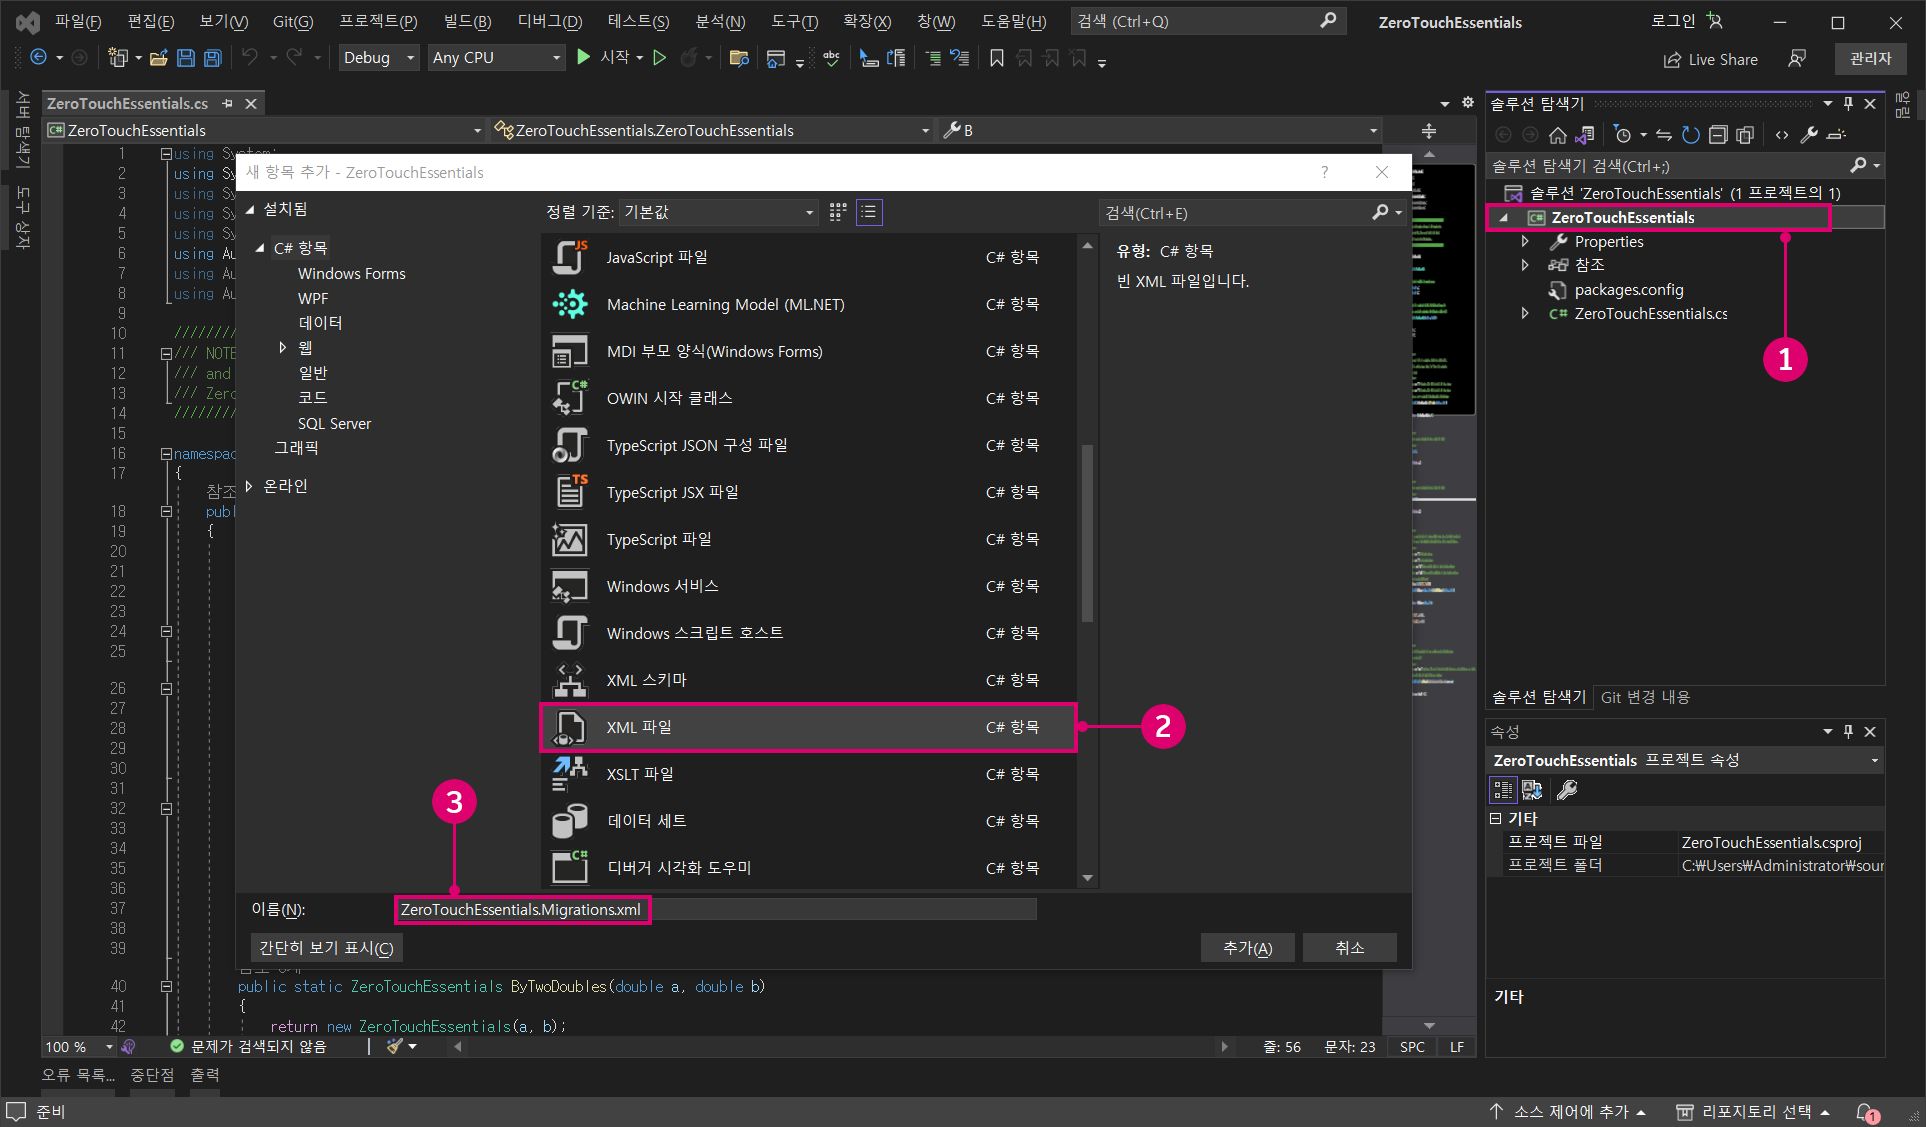 파일(F) 편집(E) 보기(V) Git(G) 프로젝트(P) 빌드(B) 디버그(D) 테스트(S) 분석(N) 도구(T) 확장(X) 창(W) 도움말(H) 검색 (Ctrl+Q) ZeroTouchEssentials 로그인
Debug Any CPU 시작 Live Share 관리자
서버 탐색기
도구 상자
ZeroTouchEssentials.cs
ZeroTouchEssentials ZeroTouchEssentials.ZeroTouchEssentials B
1 using System;
2 using Sy
3 using Sy
4 using Sy
5 using Sy
6 using Au
7 using Au
8 using Au
9
10 /////////
11 /// NOTE
12 /// and
13 /// Zero
14 /////////
15
16 namespac
17 {
참조
18 publ
19 {
20
21
22
23
24
25
26
27
28
29
30
31
32
33
34
35
36
37
38
39
40 public static ZeroTouchEssentials ByTwoDoubles(double a, double b)
41 {
42 return new ZeroTouchEssentials(a, b);
새 항목 추가 - ZeroTouchEssentials ?
설치됨
C# 항목
Windows Forms
WPF
데이터
웹
일반
코드
SQL Server
그래픽
온라인
정렬 기준: 기본값
검색(Ctrl+E)
JavaScript 파일 C# 항목
Machine Learning Model (ML.NET) C# 항목
MDI 부모 양식(Windows Forms) C# 항목
OWIN 시작 클래스 C# 항목
TypeScript JSON 구성 파일 C# 항목
TypeScript JSX 파일 C# 항목
TypeScript 파일 C# 항목
Windows 서비스 C# 항목
Windows 스크립트 호스트 C# 항목
XML 스키마 C# 항목
XML 파일 C# 항목
XSLT 파일 C# 항목
데이터 세트 C# 항목
디버거 시각화 도우미 C# 항목
유형: C# 항목
빈 XML 파일입니다.
2
3
이름(N): ZeroTouchEssentials.Migrations.xml
간단히 보기 표시(C) 추가(A) 취소
솔루션 탐색기
솔루션 탐색기 검색(Ctrl+;)
솔루션 'ZeroTouchEssentials' (1 프로젝트의 1)
ZeroTouchEssentials
Properties
참조
packages.config
ZeroTouchEssentials.cs
1
솔루션 탐색기 Git 변경 내용
속성
ZeroTouchEssentials 프로젝트 속성
기타
프로젝트 파일 ZeroTouchEssentials.csproj
프로젝트 폴더 C:₩Users₩Administrator₩sour
기타
알림
100 % 문제가 검색되지 않음 줄: 56 문자: 23 SPC LF
오류 목록... 중단점 출력
준비 소스 제어에 추가 리포지토리 선택 1